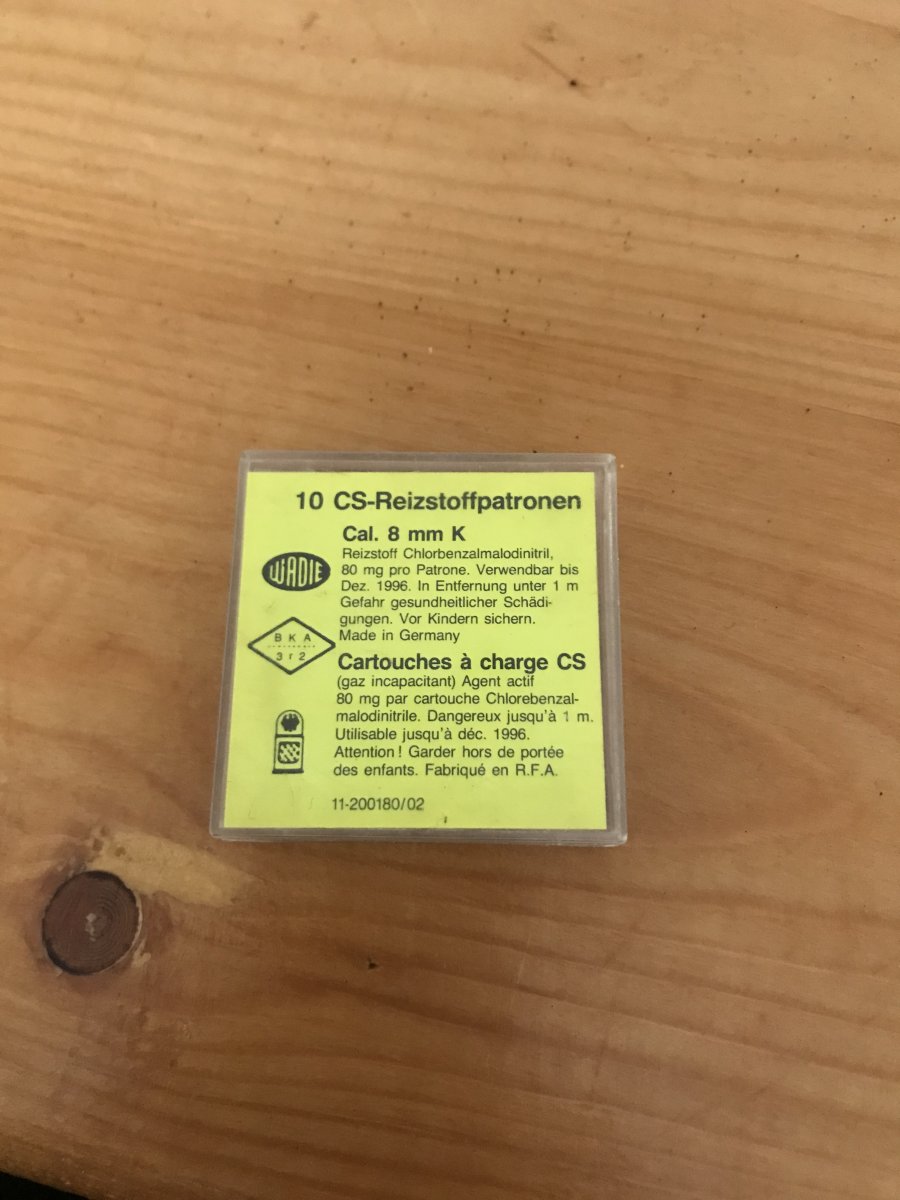 10 CS-Reizstoffpatronen
Cal. 8 mm K
Reizstoff Chlorbenzalmalodinitril,
80 mg pro Patrone. Verwendbar bis
Dez. 1996. In Entfernung unter 1 m
Gefahr gesundheitlicher Schädi-
gungen. Vor Kindern sichern.
Made in Germany
WADIE
B K A
3 r 2
Cartouches à charge CS
(gaz incapacitant) Agent actif
80 mg par cartouche Chlorebenzal-
malodinitrile. Dangereux jusqu'à 1 m.
Utilisable jusqu'à déc. 1996.
Attention! Garder hors de portée
des enfants. Fabriqué en R.F.A.
11-200180/02